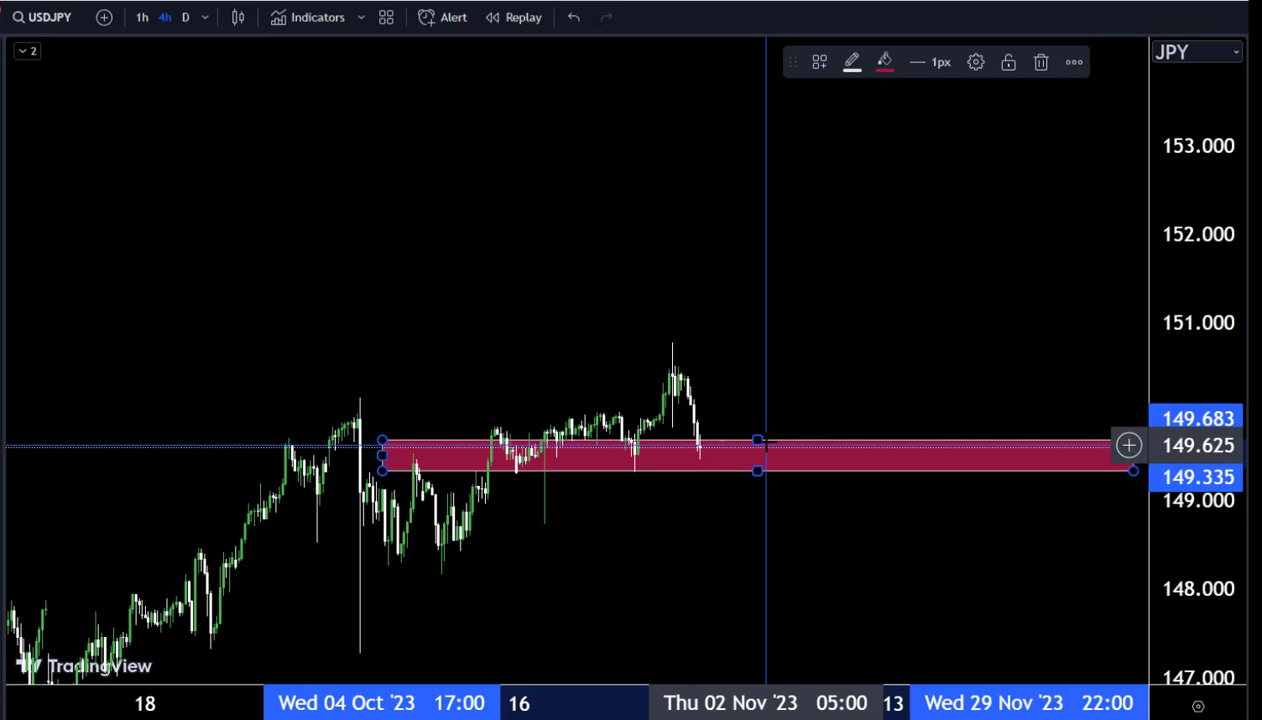 USDJPY 1h 4h D Indicators Alert Replay
2
1px
JPY
153.000
152.000
151.000
149.683
149.625
149.335
149.000
148.000
147.000
TradingView
18 Wed 04 Oct '23 17:00 16 Thu 02 Nov '23 05:00 13 Wed 29 Nov '23 22:00